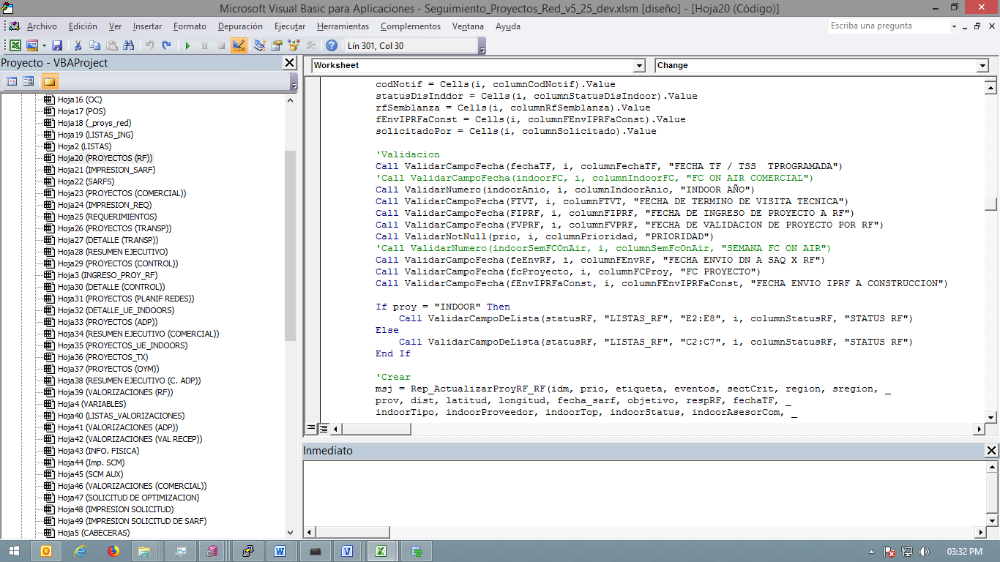 Microsoft Visual Basic para Aplicaciones - Seguimiento_Proyectos_Red_v5_25_dev.xlsm [diseño] - [Hoja20 (Código)]
Archivo Edición Ver Insertar Formato Depuración Ejecutar Herramientas Complementos Ventana Ayuda
Escriba una pregunta
Lín 301, Col 30
Proyecto - VBAProject
Hoja16 (OC)
Hoja17 (POS)
Hoja18 (_proys_red)
Hoja19 (LISTAS_ING)
Hoja2 (LISTAS)
Hoja20 (PROYECTOS (RF))
Hoja21 (IMPRESION_SARF)
Hoja22 (SARFS)
Hoja23 (PROYECTOS (COMERCIAL))
Hoja24 (IMPRESION_REQ)
Hoja25 (REQUERIMIENTOS)
Hoja26 (PROYECTOS (TRANSP))
Hoja27 (DETALLE (TRANSP))
Hoja28 (RESUMEN EJECUTIVO)
Hoja29 (PROYECTOS (CONTROL))
Hoja3 (INGRESO_PROY_RF)
Hoja30 (DETALLE (CONTROL))
Hoja31 (PROYECTOS (PLANIF REDES))
Hoja32 (DETALLE_UE_INDOORS)
Hoja33 (PROYECTOS (ADP))
Hoja34 (RESUMEN EJECUTIVO (COMERCIAL))
Hoja35 (PROYECTOS_UE_INDOORS)
Hoja36 (PROYECTOS_TX)
Hoja37 (PROYECTOS (OYM))
Hoja38 (RESUMEN EJECUTIVO (C. ADP))
Hoja39 (VALORIZACIONES (RF))
Hoja4 (VARIABLES)
Hoja40 (LISTAS_VALORIZACIONES)
Hoja41 (VALORIZACIONES (ADP))
Hoja42 (VALORIZACIONES (VAL RECEP))
Hoja43 (INFO. FISICA)
Hoja44 (Imp. SCM)
Hoja45 (SCM AUX)
Hoja46 (VALORIZACIONES (COMERCIAL))
Hoja47 (SOLICITUD DE OPTIMIZACION)
Hoja48 (IMPRESION SOLICITUD)
Hoja49 (IMPRESION SOLICITUD DE SARF)
Hoja5 (CABECERAS)
Worksheet
Change
codNotif = Cells(i, columnCodNotif).Value
statusDisInddor = Cells(i, columnStatusDisIndoor).Value
rfSemblanza = Cells(i, columnRfSemblanza).Value
fEnvIPRFaConst = Cells(i, columnFEnvIPRFaConst).Value
solicitadoPor = Cells(i, columnSolicitado).Value
'Validacion
Call ValidarCampoFecha(fechaTF, i, columnFechaTF, "FECHA TF / TSS  TPROGRAMADA")
'Call ValidarCampoFecha(indoorFC, i, columnIndoorFC, "FC ON AIR COMERCIAL")
Call ValidarNumero(indoorAnio, i, columnIndoorAnio, "INDOOR AÑO")
Call ValidarCampoFecha(FTVT, i, columnFTVT, "FECHA DE TERMINO DE VISITA TECNICA")
Call ValidarCampoFecha(FIPRF, i, columnFIPRF, "FECHA DE INGRESO DE PROYECTO A RF")
Call ValidarCampoFecha(FVPRF, i, columnFVPRF, "FECHA DE VALIDACION DE PROYECTO POR RF")
Call ValidarNotNull(prio, i, columnPrioridad, "PRIORIDAD")
'Call ValidarNumero(indoorSemFCOnAir, i, columnSemFcOnAir, "SEMANA FC ON AIR")
Call ValidarCampoFecha(feEnvRF, i, columnFEnvRF, "FECHA ENVIO DN A SAQ X RF")
Call ValidarCampoFecha(fcProyecto, i, columnFCProy, "FC PROYECTO")
Call ValidarCampoFecha(fEnvIPRFaConst, i, columnFEnvIPRFaConst, "FECHA ENVIO IPRF A CONSTRUCCION")
If proy = "INDOOR" Then
Call ValidarCampoDeLista(statusRF, "LISTAS_RF", "E2:E8", i, columnStatusRF, "STATUS RF")
Else
Call ValidarCampoDeLista(statusRF, "LISTAS_RF", "C2:C7", i, columnStatusRF, "STATUS RF")
End If
'Crear
msj = Rep_ActualizarProyRF_RF(idm, prio, etiqueta, eventos, sectCrit, region, sregion, _
prov, dist, latitud, longitud, fecha_sarf, objetivo, respRF, fechaTF, _
indoorTipo, indoorProveedor, indoorTop, indoorStatus, indoorAsesorCom, _
Inmediato
03:32 PM